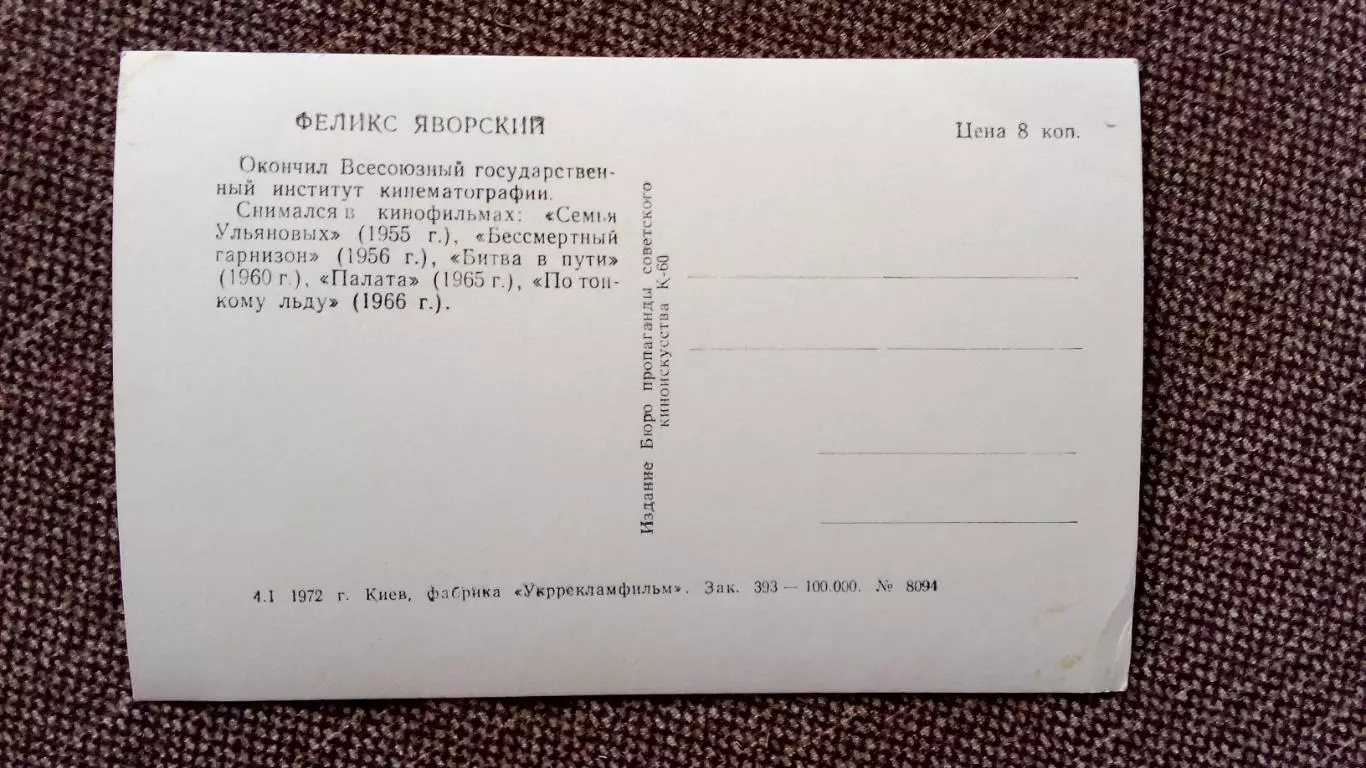 ФЕЛИКС ЯВОРСКИЙ
Окончил Всесоюзный государствен-
ный институт кинематографии.
Снимался в кинофильмах: «Семья
Ульяновых» (1955 г.), «Бессмертный
гарнизон» (1956 г.), «Битва в пути»
(1960 г.), «Палата» (1965 г.), «По тон-
кому льду» (1966 г.).
Издание Бюро пропаганды советского
киноискусства К-60
Цена 8 коп.
4.I 1972 г. Киев, фабрика «Укррекламфильм». Зак. 393 — 100.000. № 8094